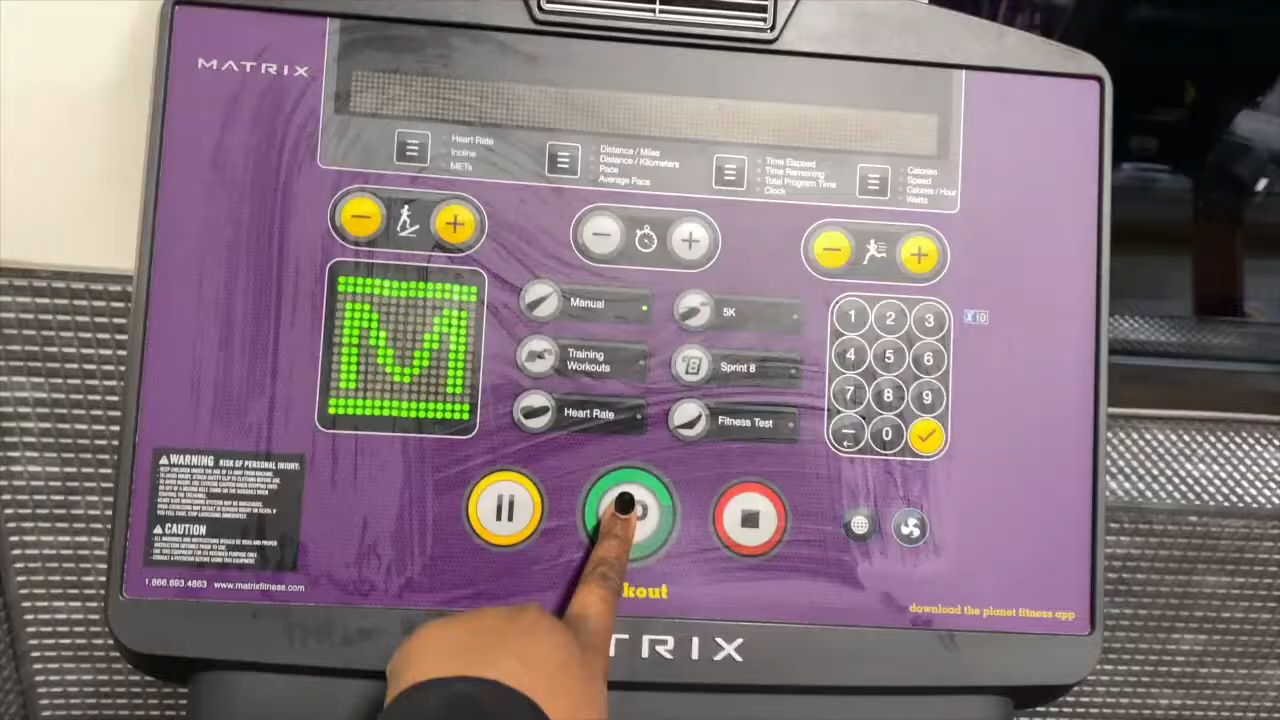 MATRIX
Heart Rate
Incline
METs
Distance / Miles
Distance / Kilometers
Pace
Average Pace
Time Elapsed
Time Remaining
Total Program Time
Clock
Calories
Speed
Calories / Hour
Watts
M
Manual
5K
Training
Workouts
Sprint 8
Heart Rate
Fitness Test
1 2 3
4 5 6
7 8 9
0
ID
WARNING RISK OF PERSONAL INJURY:
CAUTION
1.866.693.4863 www.matrixfitness.com
kout
download the planet fitness app
TRIX